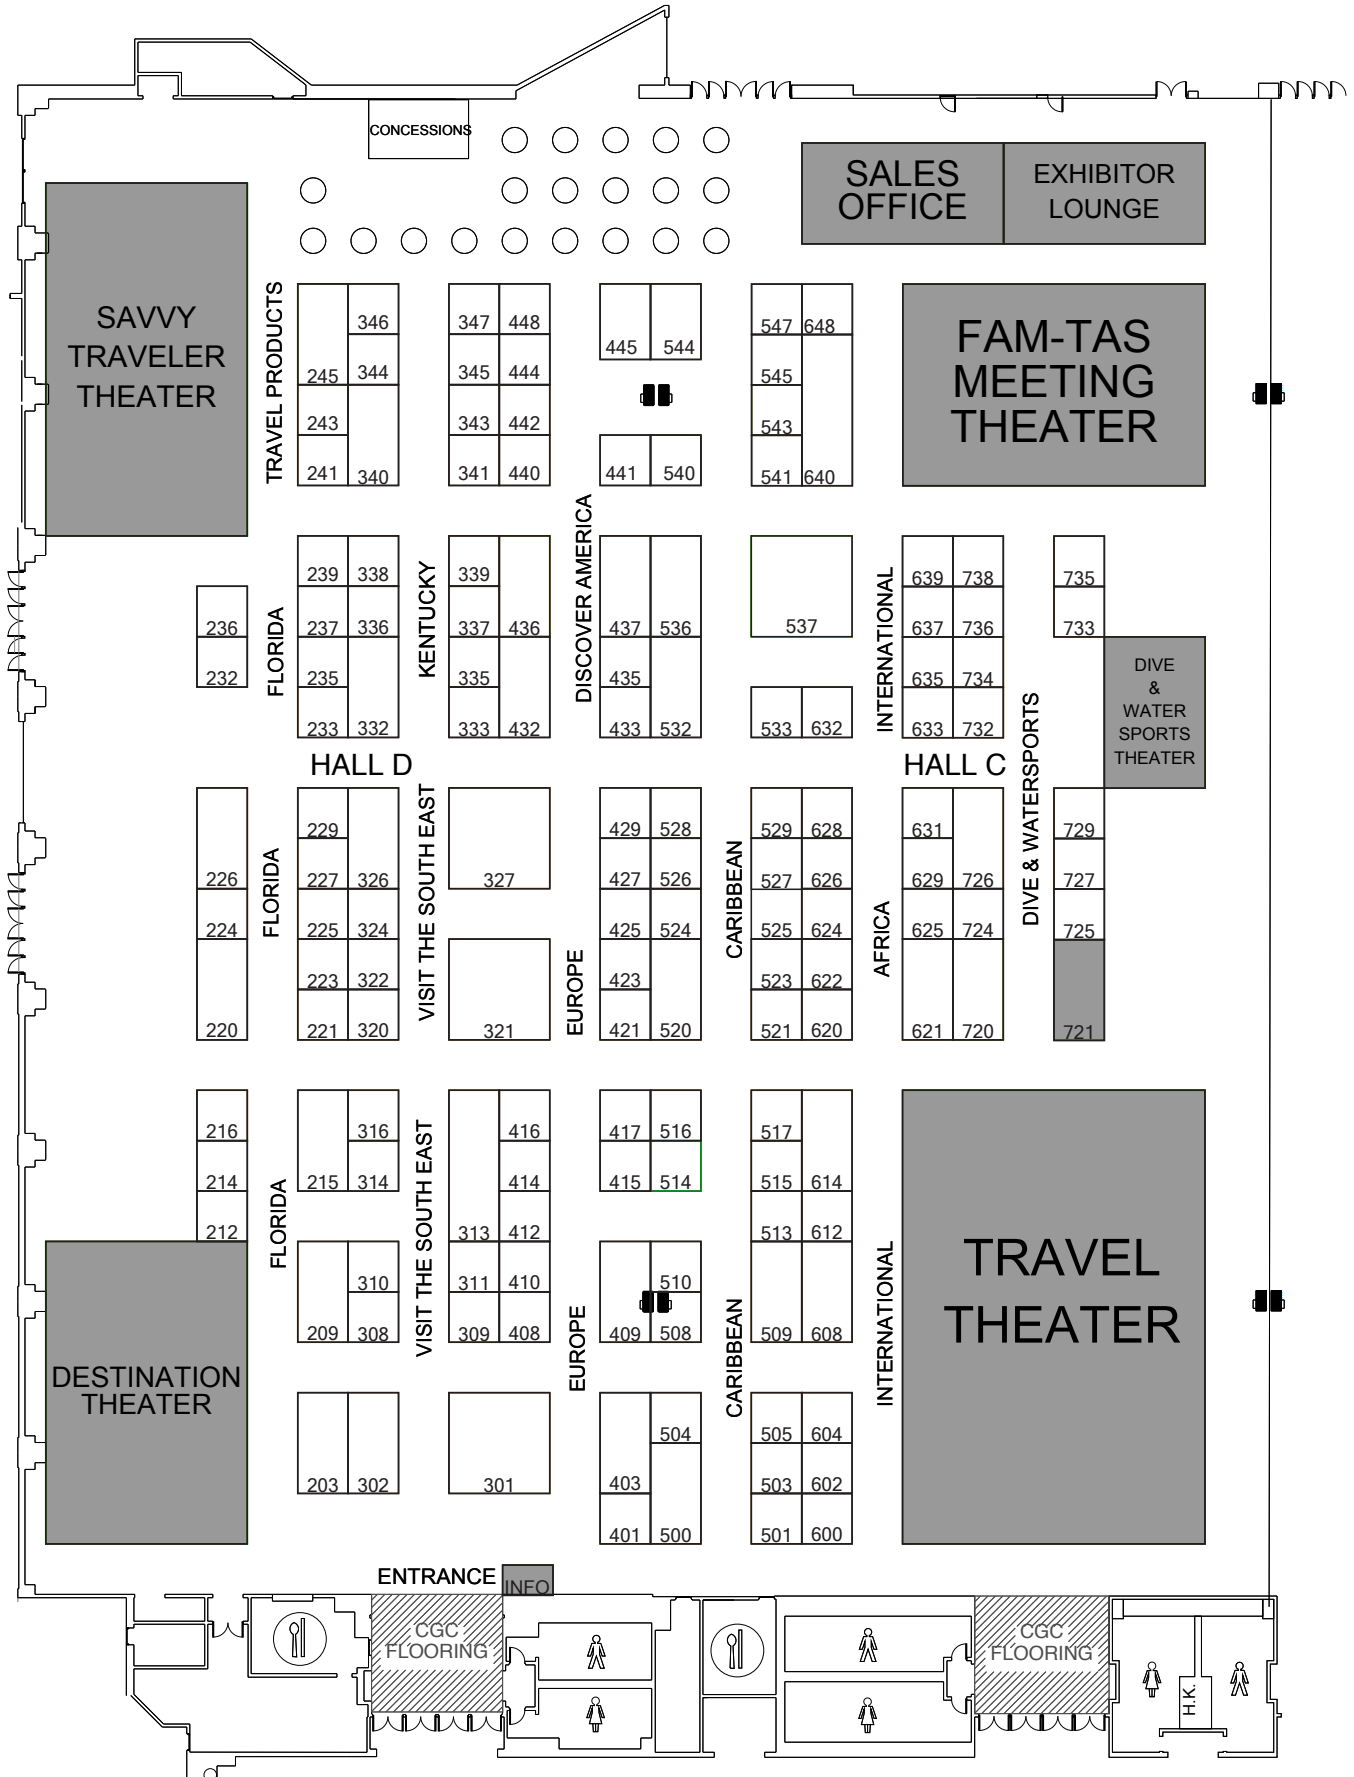 CONCESSIONS
SALES
OFFICE
EXHIBITOR
LOUNGE
SAVVY
TRAVELER
THEATER
TRAVEL PRODUCTS
346
347 448
445 544
547 648
245 344
345 444
545
243
343 442
543
241 340
341 440
441 540
541 640
FAM-TAS
MEETING
THEATER
DISCOVER AMERICA
239 338
KENTUCKY
339
INTERNATIONAL
639 738
735
236
FLORIDA
237 336
337 436
437 536
537
637 736
733
232
235
335
435
635 734
DIVE
&
WATER
SPORTS
THEATER
233 332
333 432
433 532
533 632
633 732
DIVE & WATERSPORTS
HALL D
HALL C
VISIT THE SOUTH EAST
229
429 528
CARIBBEAN
529 628
631
729
226
FLORIDA
227 326
327
427 526
527 626
629 726
727
224
225 324
425 524
525 624
AFRICA
625 724
725
223 322
EUROPE
423
523 622
220
221 320
321
421 520
521 620
621 720
721
216
316
416
417 516
517
214
FLORIDA
215 314
VISIT THE SOUTH EAST
414
415 514
515 614
212
313 412
513 612
310
311 410
510
INTERNATIONAL
TRAVEL
THEATER
209 308
309 408
EUROPE
409 508
CARIBBEAN
509 608
DESTINATION
THEATER
504
505 604
203 302
301
403
503 602
401 500
501 600
ENTRANCE
INFO
CGC
FLOORING
CGC
FLOORING
H.K.